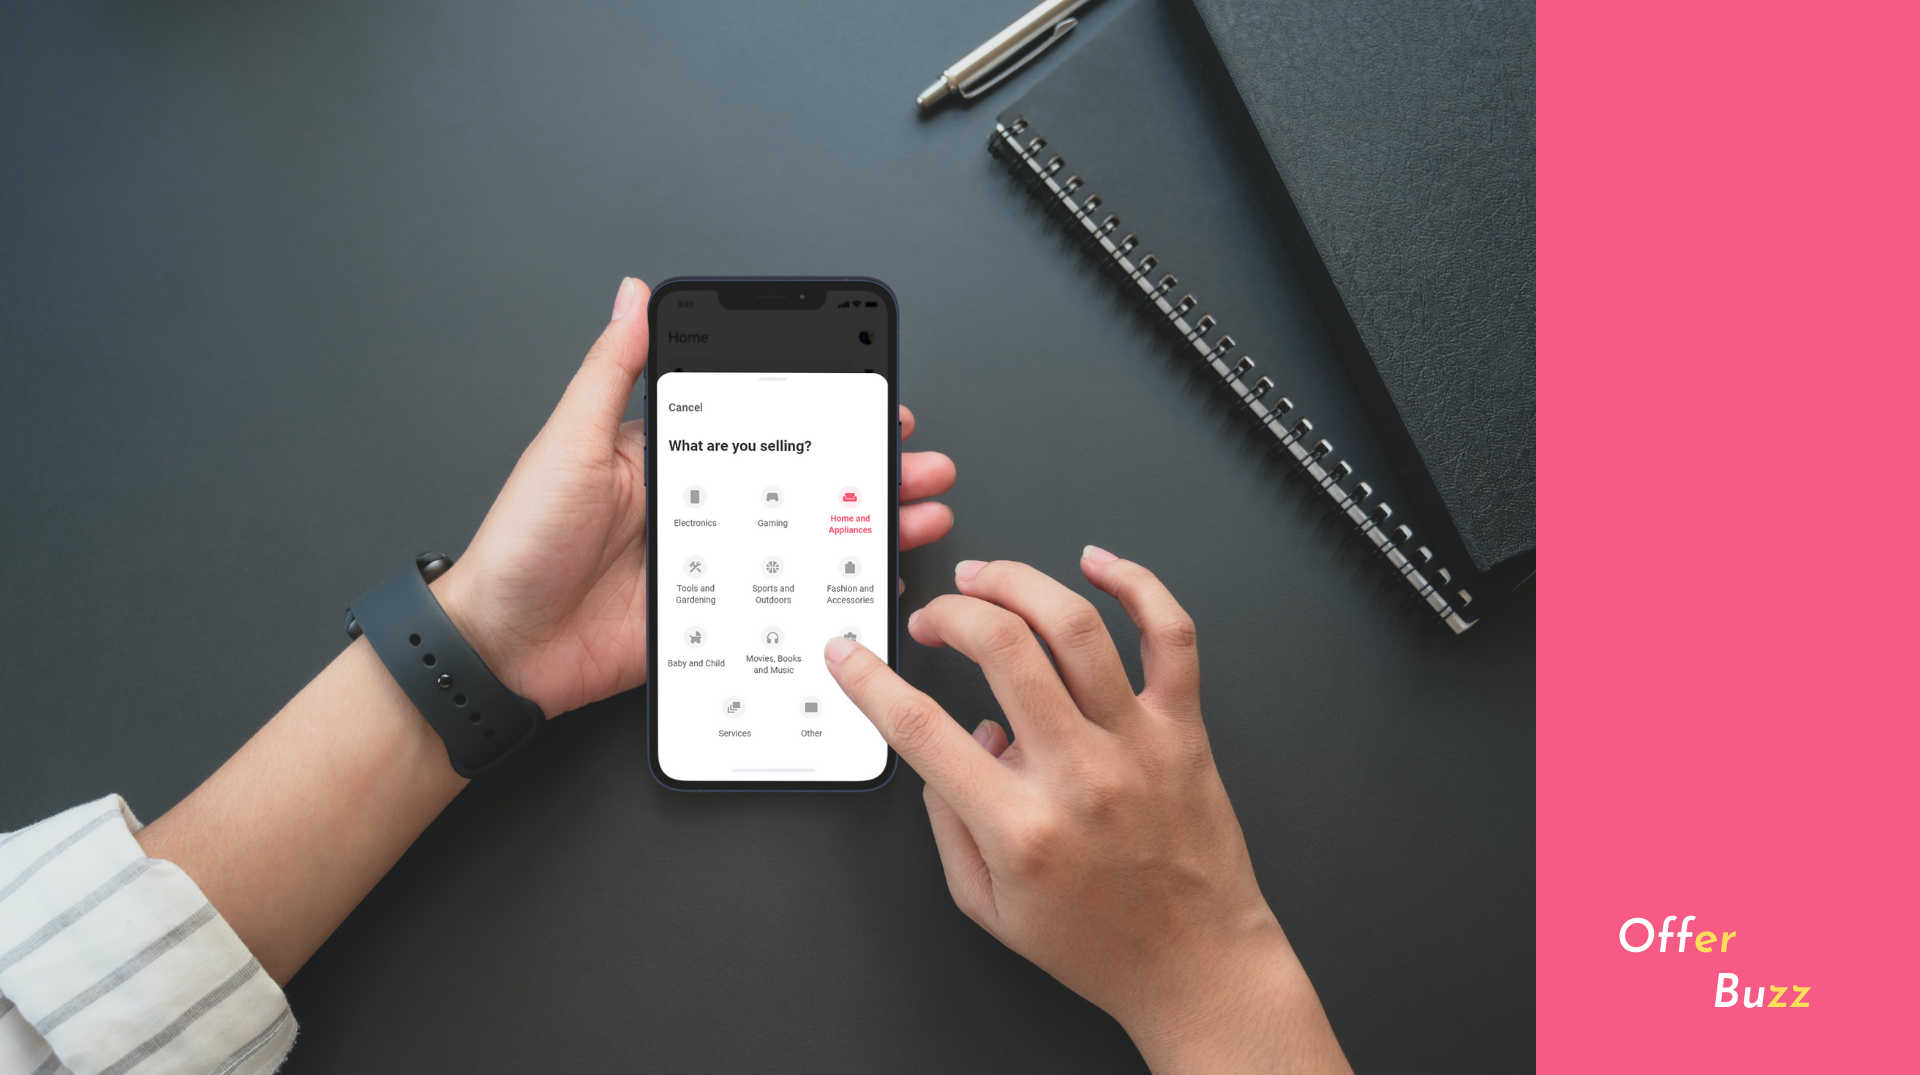 9:41
Home
Cancel
What are you selling?
Electronics
Gaming
Home and
Appliances
Tools and
Gardening
Sports and
Outdoors
Fashion and
Accessories
Baby and Child
Movies, Books
and Music
Services
Other
Offer
Buzz